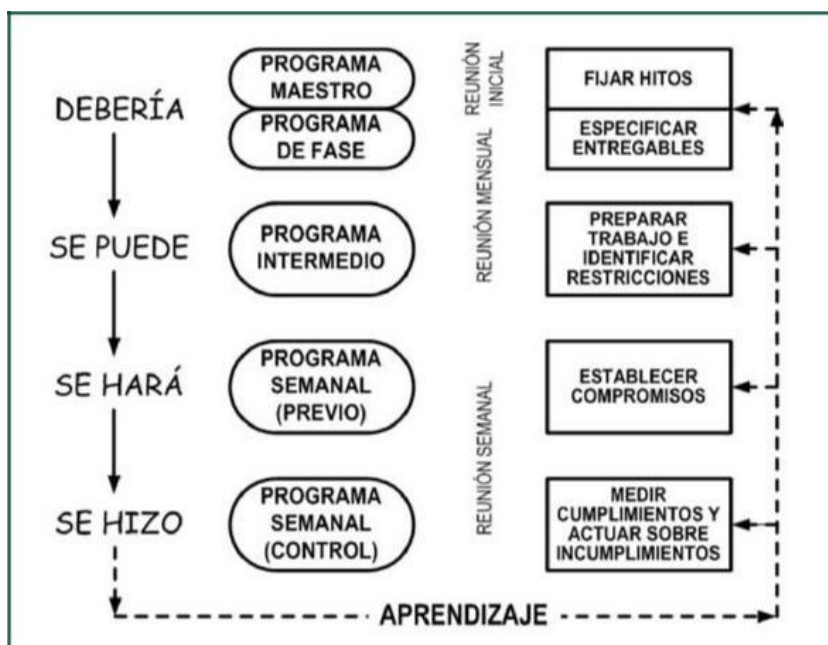 DEBERÍA
PROGRAMA
MAESTRO
PROGRAMA
DE FASE
REUNIÓN
INICIAL
FIJAR HITOS
ESPECIFICAR
ENTREGABLES
SE PUEDE
PROGRAMA
INTERMEDIO
REUNIÓN MENSUAL
PREPARAR
TRABAJO E
IDENTIFICAR
RESTRICCIONES
SE HARÁ
PROGRAMA
SEMANAL
(PREVIO)
ESTABLECER
COMPROMISOS
REUNIÓN SEMANAL
SE HIZO
PROGRAMA
SEMANAL
(CONTROL)
MEDIR
CUMPLIMIENTOS Y
ACTUAR SOBRE
INCUMPLIMIENTOS
APRENDIZAJE